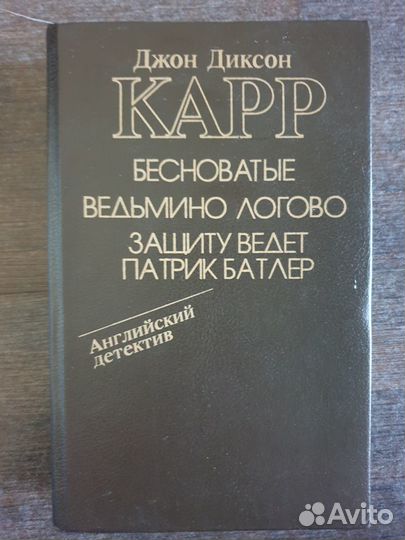 Джон Диксон
КАРР
БЕСНОВАТЫЕ
ВЕДЬМИНО ЛОГОВО
ЗАЩИТУ ВЕДЕТ
ПАТРИК БАТЛЕР
Английский
детектив
Avito